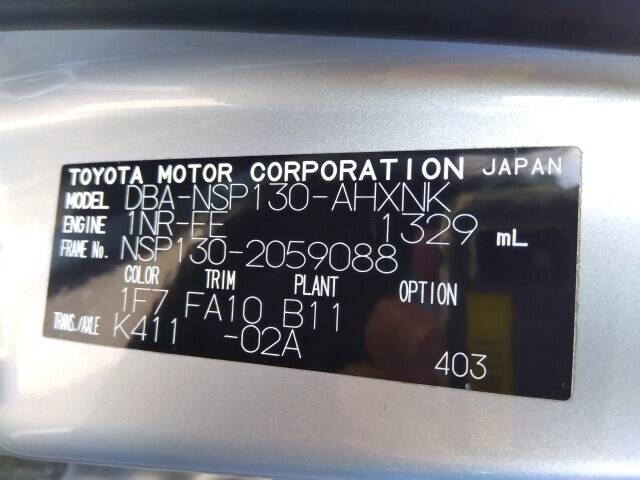 TOYOTA MOTOR CORPORATION JAPAN
MODEL DBA-NSP130-AHXNK
ENGINE 1NR-FE 1329 mL
FRAME No. NSP130-2059088
COLOR TRIM PLANT OPTION
1F7 FA10 B11
TRANS./AXLE K411 -02A
403